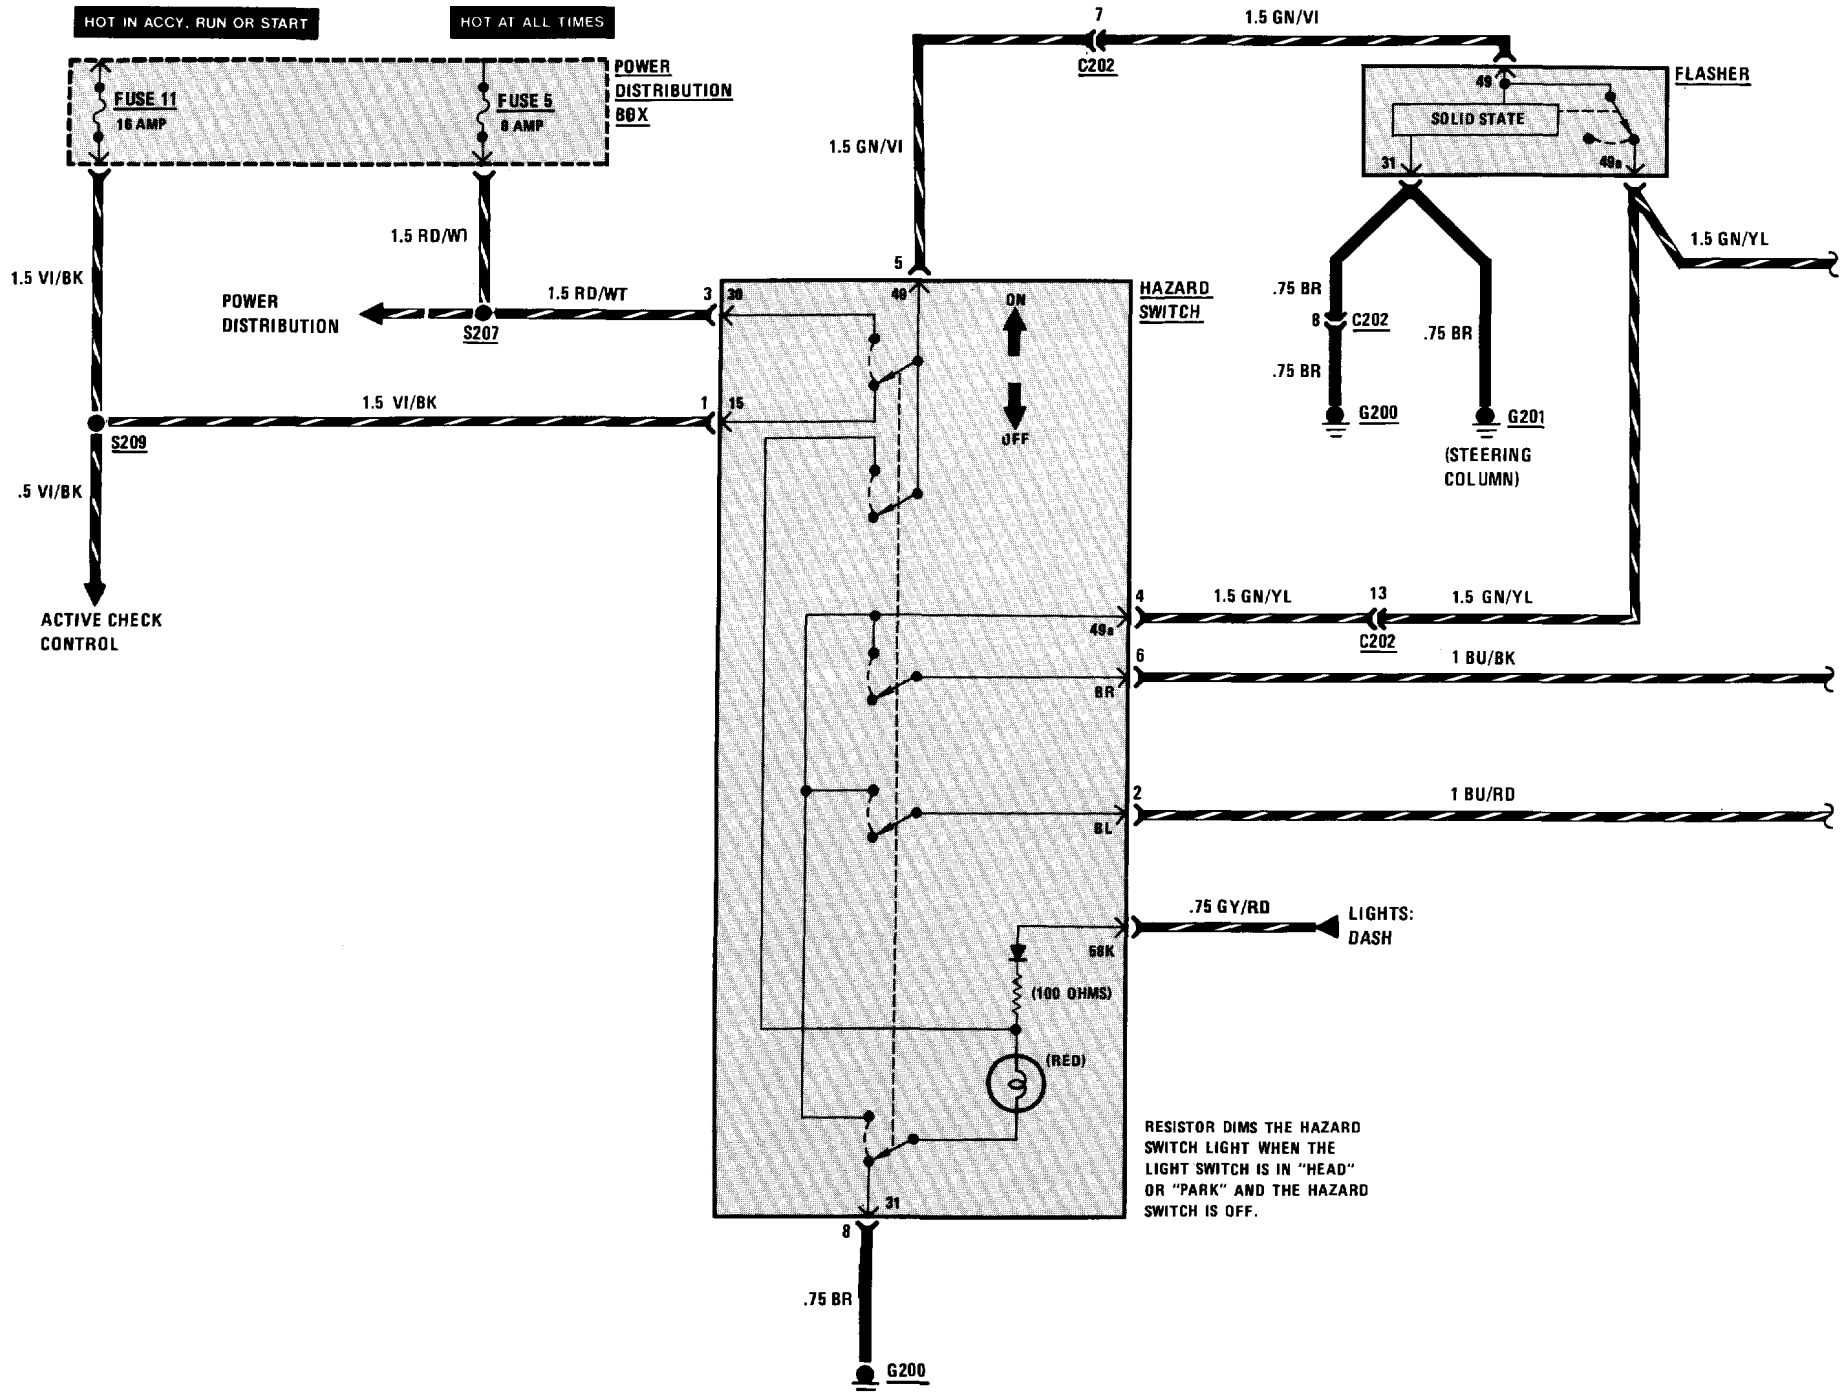 HOT IN ACCY, RUN OR START
HOT AT ALL TIMES
POWER
DISTRIBUTION
BOX
FUSE 11
16 AMP
FUSE 5
8 AMP
7
1.5 GN/VI
C202
FLASHER
49
SOLID STATE
31
49a
1.5 GN/VI
1.5 RD/WT
1.5 VI/BK
POWER
DISTRIBUTION
S207
1.5 RD/WT
3
30
5
49
ON
OFF
HAZARD
SWITCH
.75 BR
8
C202
.75 BR
.75 BR
G200
G201
(STEERING
COLUMN)
1.5 GN/YL
1.5 VI/BK
1
15
S209
.5 VI/BK
ACTIVE CHECK
CONTROL
4
49a
1.5 GN/YL
13
C202
1.5 GN/YL
6
BR
1 BU/BK
2
BL
1 BU/RD
58K
.75 GY/RD
LIGHTS:
DASH
(100 OHMS)
(RED)
RESISTOR DIMS THE HAZARD
SWITCH LIGHT WHEN THE
LIGHT SWITCH IS IN "HEAD"
OR "PARK" AND THE HAZARD
SWITCH IS OFF.
31
8
.75 BR
G200